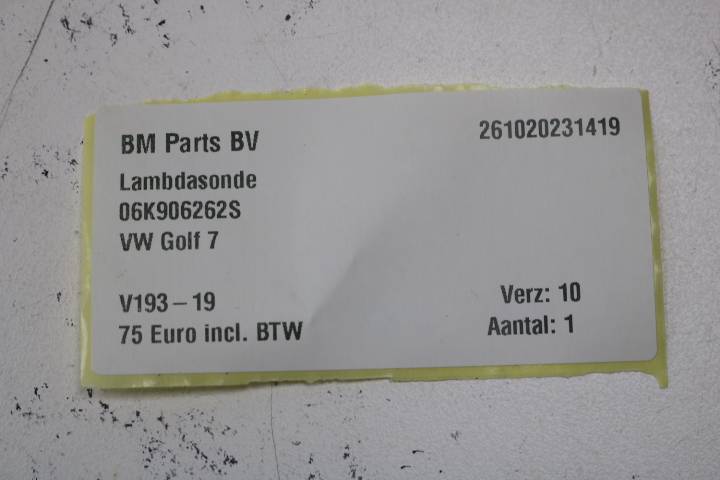 BM Parts BV
261020231419
Lambdasonde
06K906262S
VW Golf 7
V193-19
Verz: 10
75 Euro incl. BTW
Aantal: 1